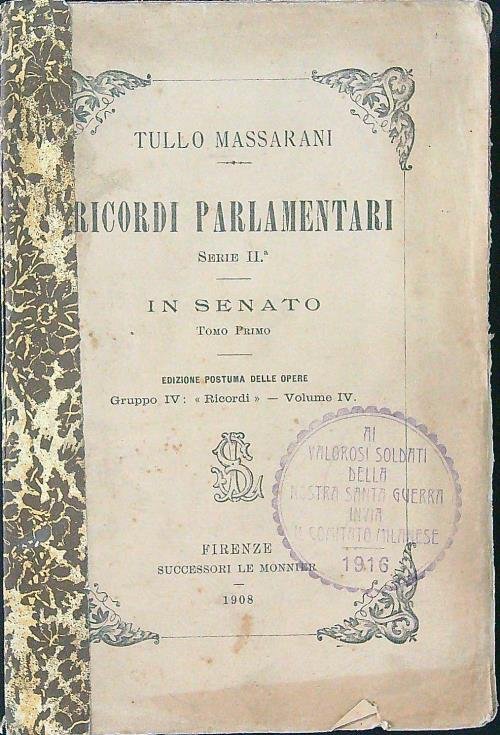 TULLO MASSARANI
RICORDI PARLAMENTARI
SERIE II.ª
IN SENATO
TOMO PRIMO
EDIZIONE POSTUMA DELLE OPERE
Gruppo IV: « Ricordi » — Volume IV.
FIRENZE
SUCCESSORI LE MONNIER
1908
AI
VALOROSI SOLDATI
DELLA
NOSTRA SANTA GUERRA
INVIA
IL COMITATO MILANESE
1916